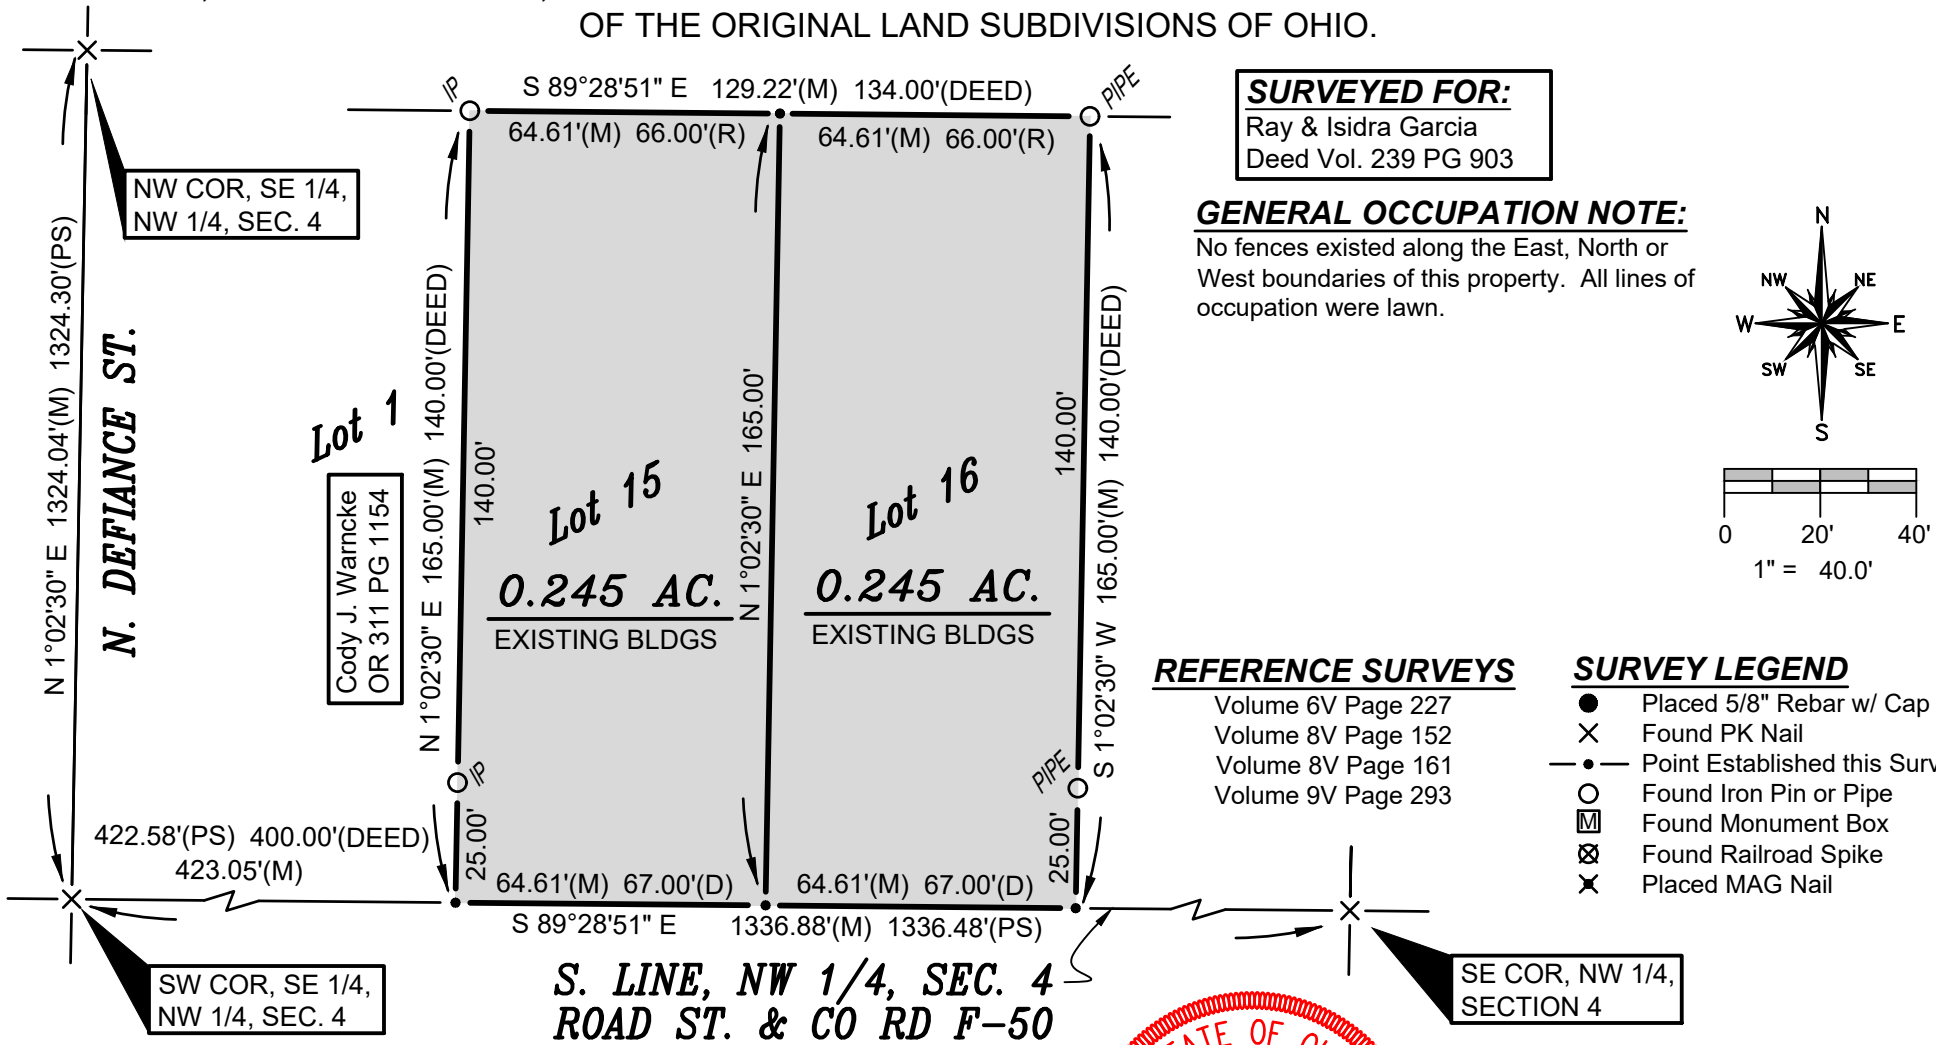 OF THE ORIGINAL LAND SUBDIVISIONS OF OHIO.
IP
S 89°28'51" E 129.22'(M) 134.00'(DEED)
PIPE
64.61'(M) 66.00'(R)
64.61'(M) 66.00'(R)
SURVEYED FOR:
Ray & Isidra Garcia
Deed Vol. 239 PG 903
NW COR, SE 1/4,
NW 1/4, SEC. 4
GENERAL OCCUPATION NOTE:
No fences existed along the East, North or
West boundaries of this property. All lines of
occupation were lawn.
N
NW
NE
W
E
SW
SE
S
0
20'
40'
1" = 40.0'
N 1°02'30" E 1324.04'(M) 1324.30'(PS)
N. DEFIANCE ST.
Lot 1
Cody J. Warncke
OR 311 PG 1154
N 1°02'30" E 165.00'(M) 140.00'(DEED)
140.00'
Lot 15
0.245 AC.
EXISTING BLDGS
N 1°02'30" E 165.00'
Lot 16
0.245 AC.
EXISTING BLDGS
140.00'
S 1°02'30" W 165.00'(M) 140.00'(DEED)
REFERENCE SURVEYS
Volume 6V Page 227
Volume 8V Page 152
Volume 8V Page 161
Volume 9V Page 293
SURVEY LEGEND
Placed 5/8" Rebar w/ Cap
Found PK Nail
Point Established this Surv
Found Iron Pin or Pipe
M Found Monument Box
Found Railroad Spike
Placed MAG Nail
IP
PIPE
25.00'
25.00'
422.58'(PS) 400.00'(DEED)
423.05'(M)
64.61'(M) 67.00'(D)
64.61'(M) 67.00'(D)
S 89°28'51" E 1336.88'(M) 1336.48'(PS)
SW COR, SE 1/4,
NW 1/4, SEC. 4
S. LINE, NW 1/4, SEC. 4
ROAD ST. & CO RD F-50
SE COR, NW 1/4,
SECTION 4